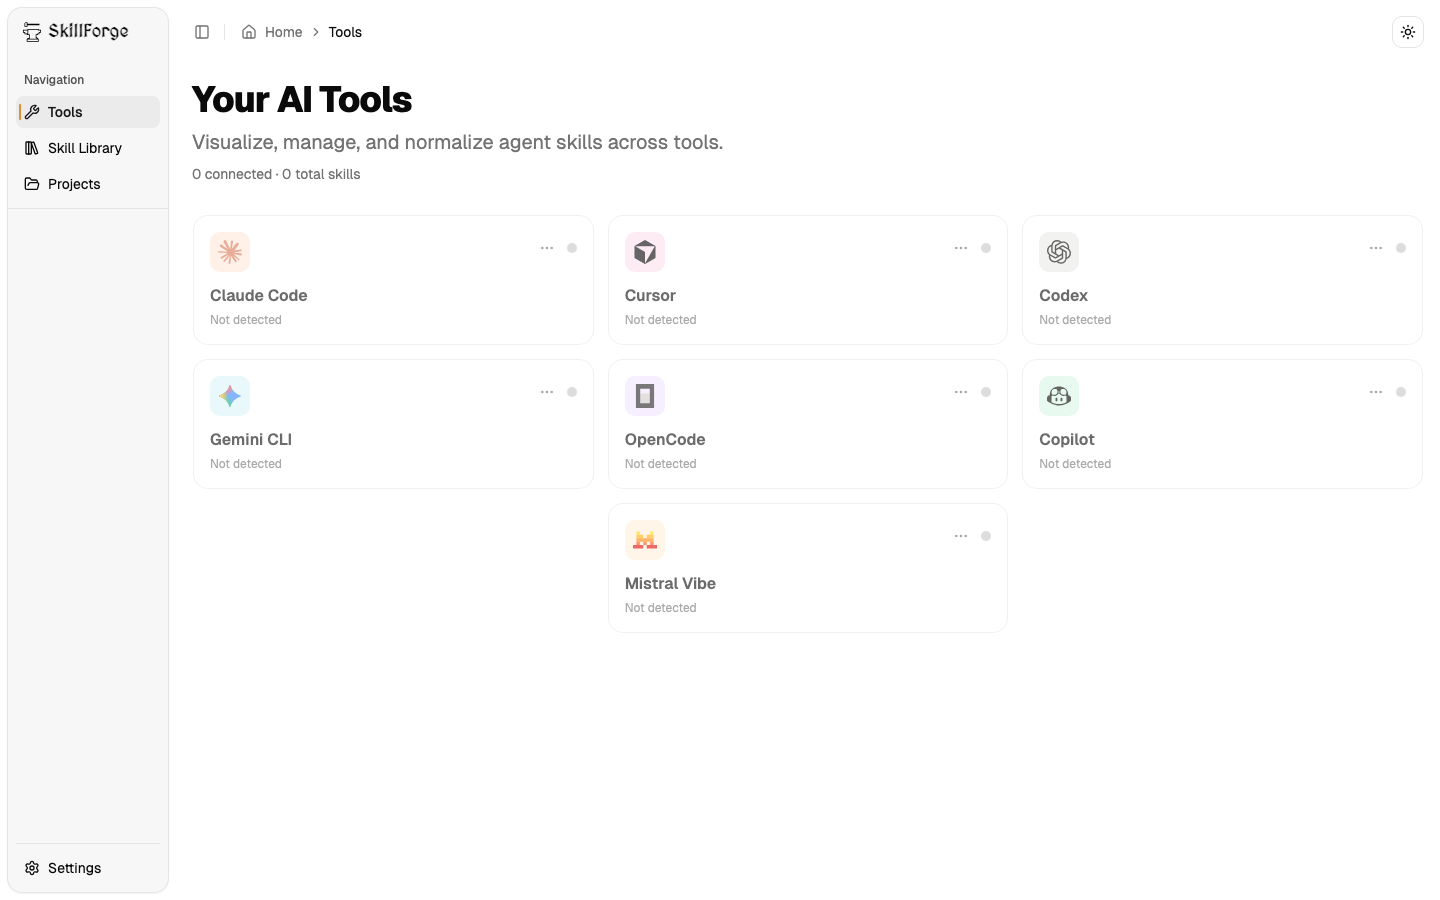 SkillForge
Home
Tools
Navigation
Tools
Skill Library
Projects
Settings
Your AI Tools
Visualize, manage, and normalize agent skills across tools.
0 connected · 0 total skills
Claude Code
Not detected
Cursor
Not detected
Codex
Not detected
Gemini CLI
Not detected
OpenCode
Not detected
Copilot
Not detected
Mistral Vibe
Not detected